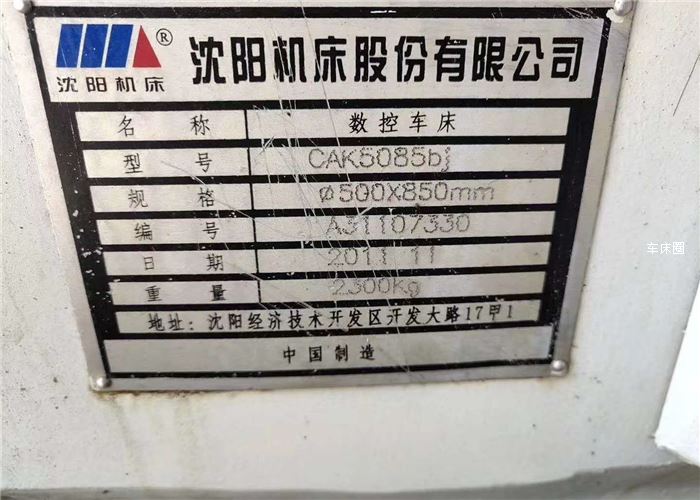 沈阳机床 ® 沈阳机床股份有限公司
名 称 数控车床
型 号 CAK5085bj
规 格 ø500X850mm
编 号 A31107330
日 期 2011 11
重 量 2300Kg
地址: 沈阳经济技术开发区开发大路17甲1
中国制造
车床圈